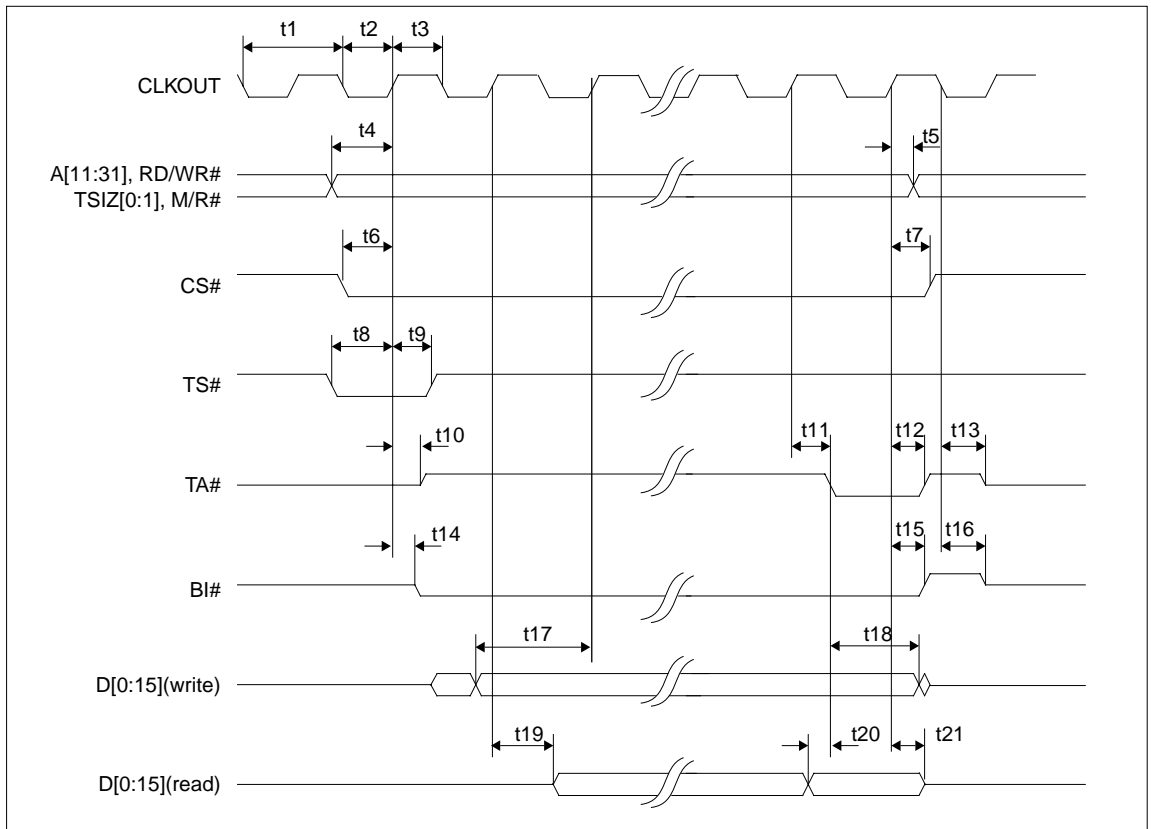 t1 t2 t3
CLKOUT
t4 t5
A[11:31], RD/WR#
TSIZ[0:1], M/R#
t6 t7
CS#
t8 t9
TS#
t10 t11 t12 t13
TA#
t14 t15 t16
BI#
t17 t18
D[0:15](write)
t19 t20 t21
D[0:15](read)